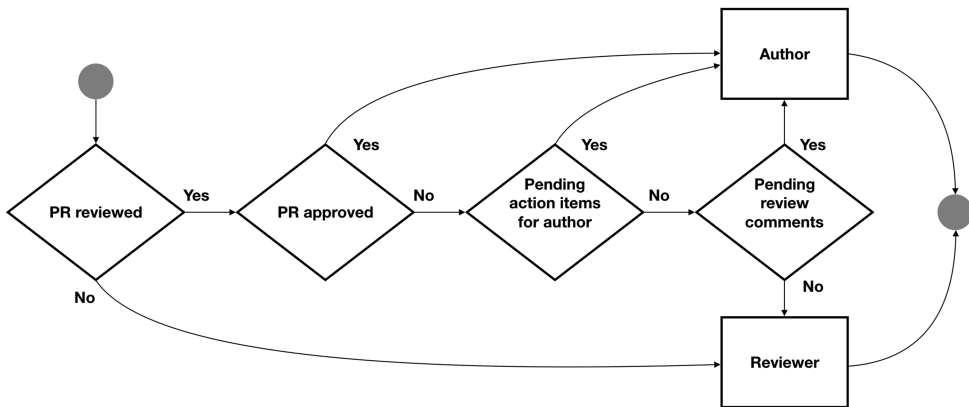 Author
Yes
Yes
Yes
Yes
PR reviewed
PR approved
No
Pending
action items
for author
No
Pending
review
comments
No
No
Reviewer